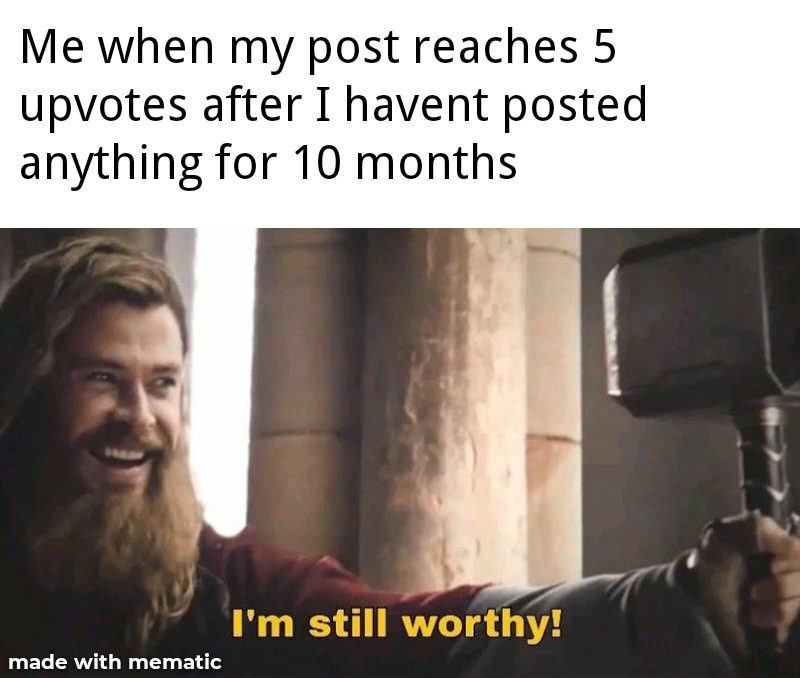 Me when my post reaches 5
upvotes after I havent posted
anything for 10 months
I'm still worthy!
made with mematic